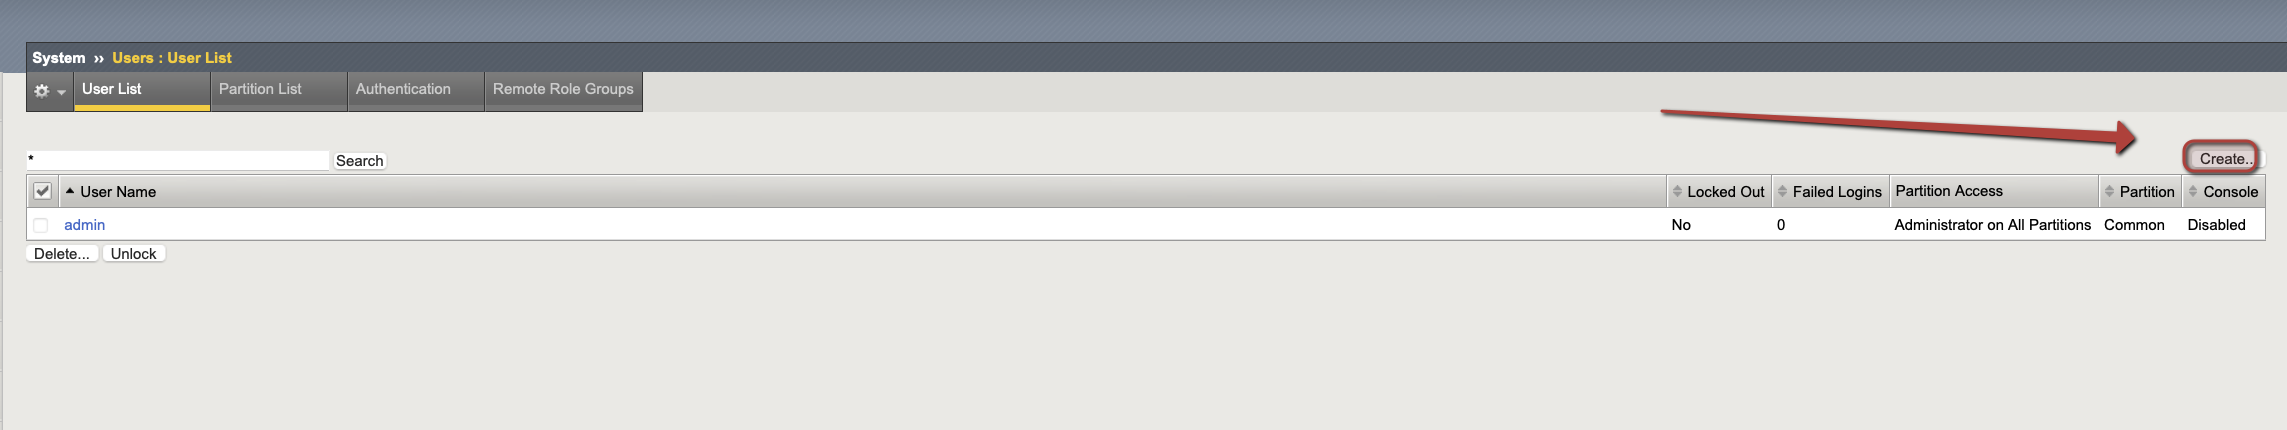 System ›› Users : User List
User List Partition List Authentication Remote Role Groups
* Search Create...
User Name Locked Out Failed Logins Partition Access Partition Console
admin No 0 Administrator on All Partitions Common Disabled
Delete... Unlock